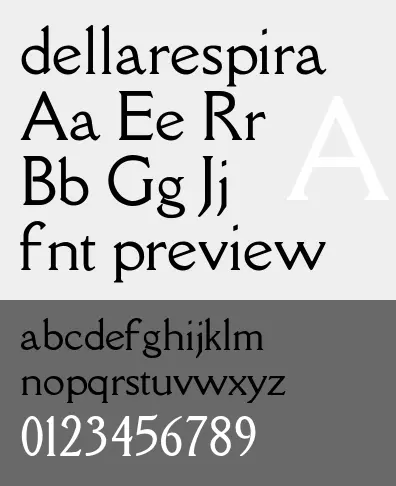 dellarespira
Aa Ee Rr
A
Bb Gg Jj
fnt preview
abcdefghijklm
nopqrstuvwxyz
0123456789